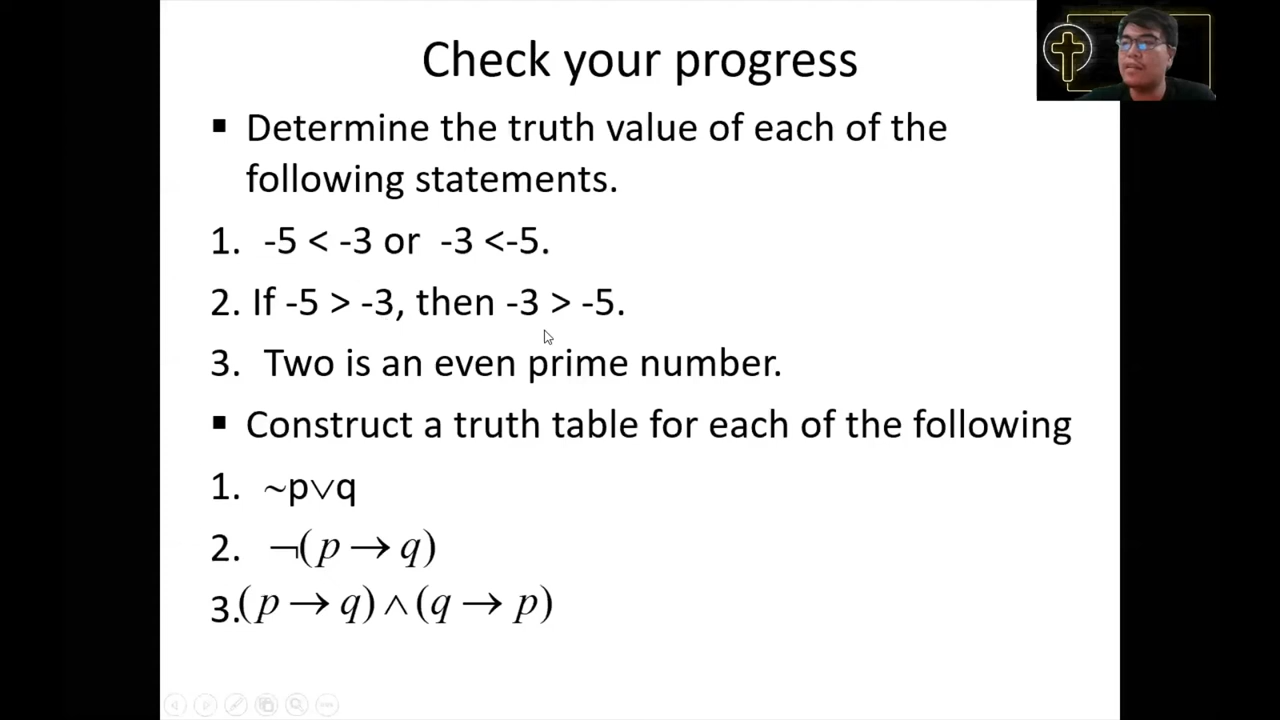 Check your progress
▪ Determine the truth value of each of the
following statements.
1. -5 < -3 or -3 <-5.
2. If -5 > -3, then -3 > -5.
3. Two is an even prime number.
▪ Construct a truth table for each of the following
1. ~p∨q
2. ¬(p → q)
3.(p → q) ∧ (q → p)